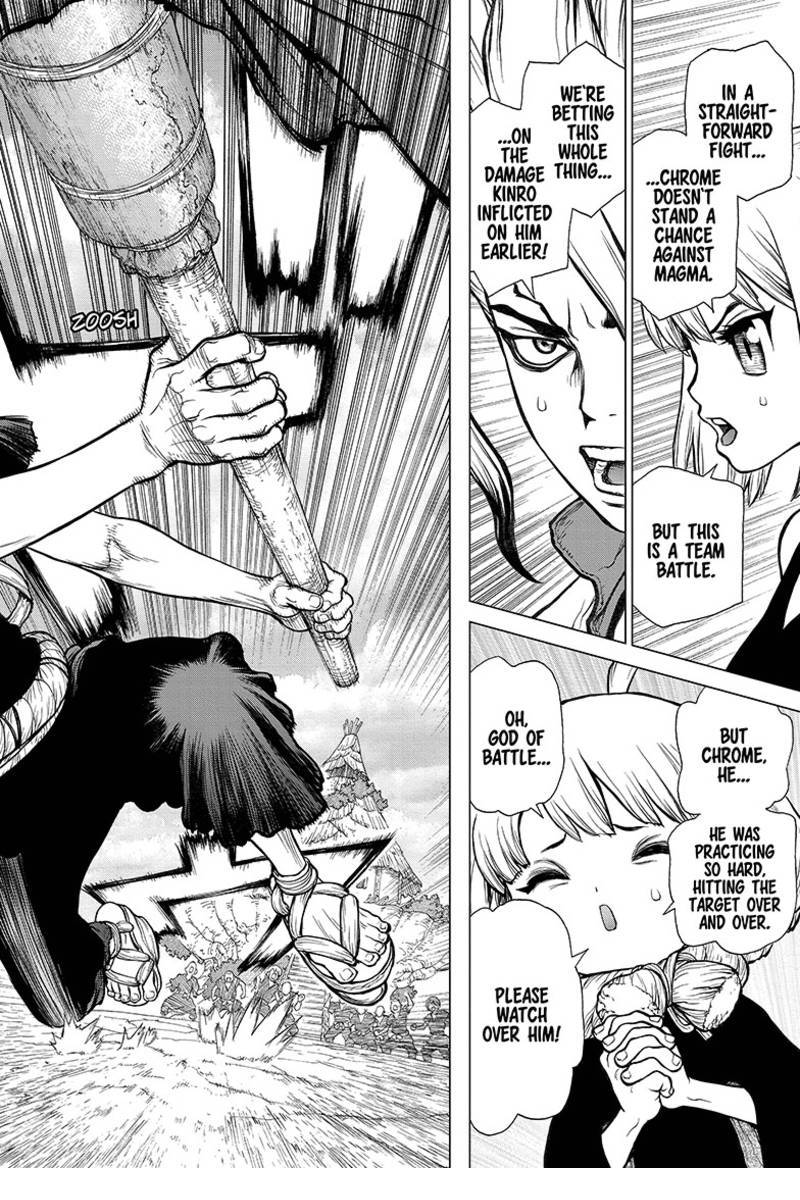 IN A
STRAIGHT-
FORWARD
FIGHT...
...CHROME
DOESN'T
STAND A
CHANCE
AGAINST
MAGMA.
BUT THIS
IS A TEAM
BATTLE.
WE'RE
BETTING
THIS
WHOLE
THING...
...ON
THE
DAMAGE
KINRO
INFLICTED
ON HIM
EARLIER!
BUT
CHROME,
HE...
HE WAS
PRACTICING
SO HARD,
HITTING THE
TARGET OVER
AND OVER.
OH,
GOD OF
BATTLE...
PLEASE
WATCH
OVER HIM!
ZOOSH